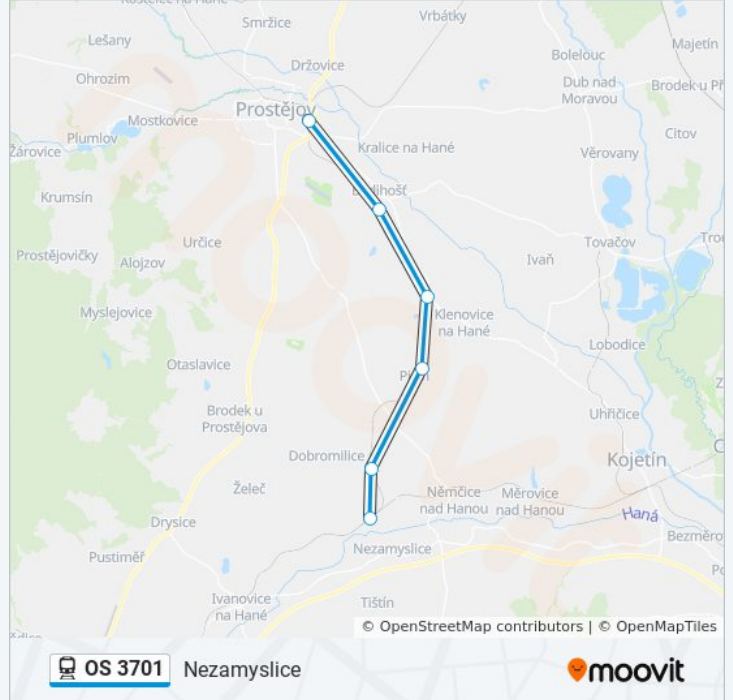 Kostelec na Hané
Smržice
Vrbátky
Lešany
Držovice
Majetín
Bolelouc
Ohrozim
Dub nad
Moravou
Brodek u Př
Prostějov
Mostkovice
Plumlov
Citov
Kralice na Hané
Žárovice
Věrovany
Bedihošť
Krumsín
Určice
Tovačov
Prostějovičky
Alojzov
Ivaň
Klenovice
na Hané
Myslejovice
Lobodice
Otaslavice
Brodek u
Prostějova
Uhřičice
Dobromilice
Kojetín
Želeč
Němčice
nad Hanou
Měrovice
nad Hanou
Haná
Drysice
Bezměro
Nezamyslice
Pustiměř
Ivanovice
na Hané
Tištín
© OpenStreetMap contributors | © OpenMapTiles
OS 3701
Nezamyslice
moovit